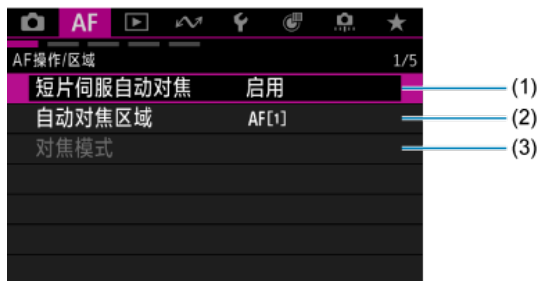 AF
AF操作/区域 1/5
短片伺服自动对焦 启用 (1)
自动对焦区域 AF[1] (2)
对焦模式 (3)